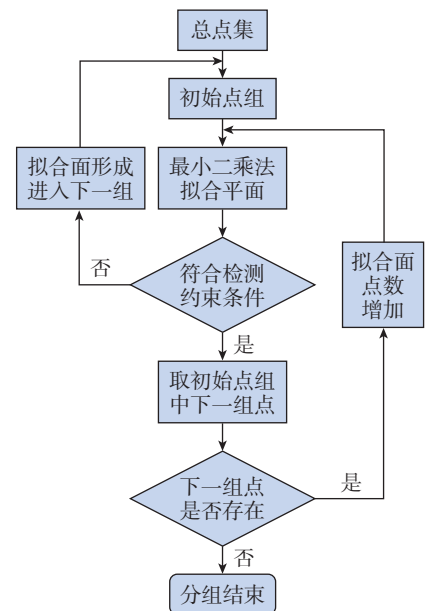 总点集
初始点组
拟合面形成
进入下一组
最小二乘法
拟合平面
否
符合检测
约束条件
拟合面
点数
增加
是
取初始点组
中下一组点
下一组点
是否存在
是
否
分组结束